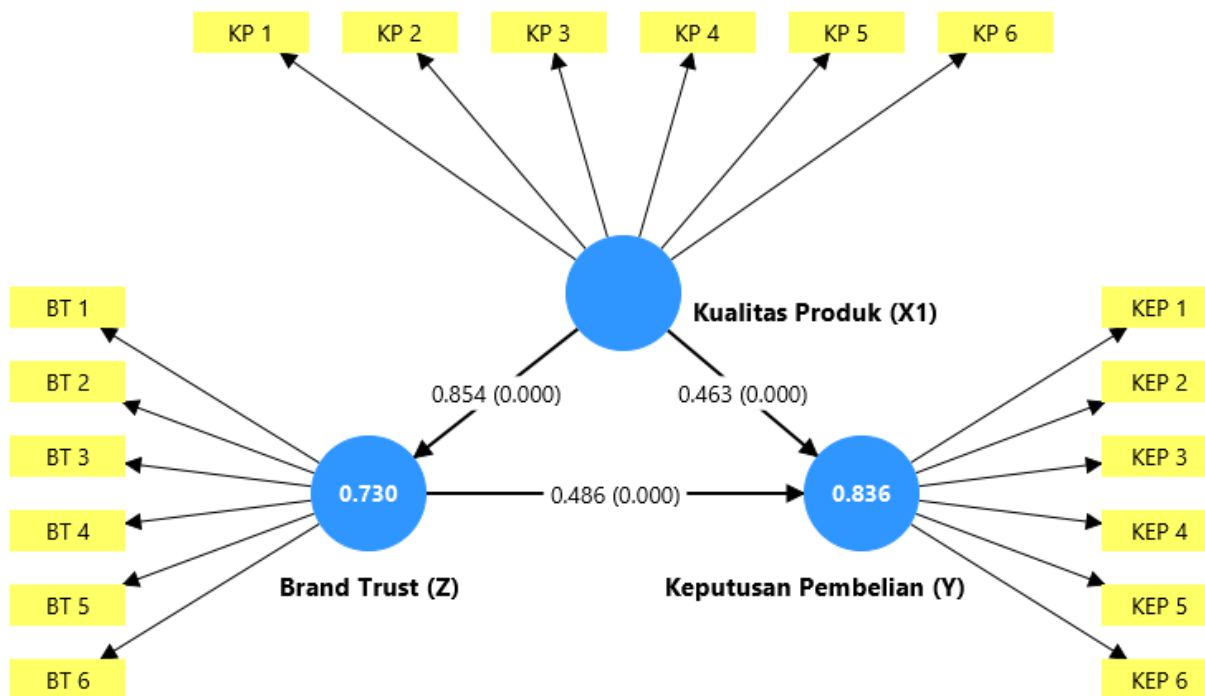 KP 1
KP 2
KP 3
KP 4
KP 5
KP 6
Kualitas Produk (X1)
BT 1
BT 2
BT 3
BT 4
BT 5
BT 6
0.854 (0.000)
0.463 (0.000)
0.730
0.486 (0.000)
0.836
Brand Trust (Z)
Keputusan Pembelian (Y)
KEP 1
KEP 2
KEP 3
KEP 4
KEP 5
KEP 6